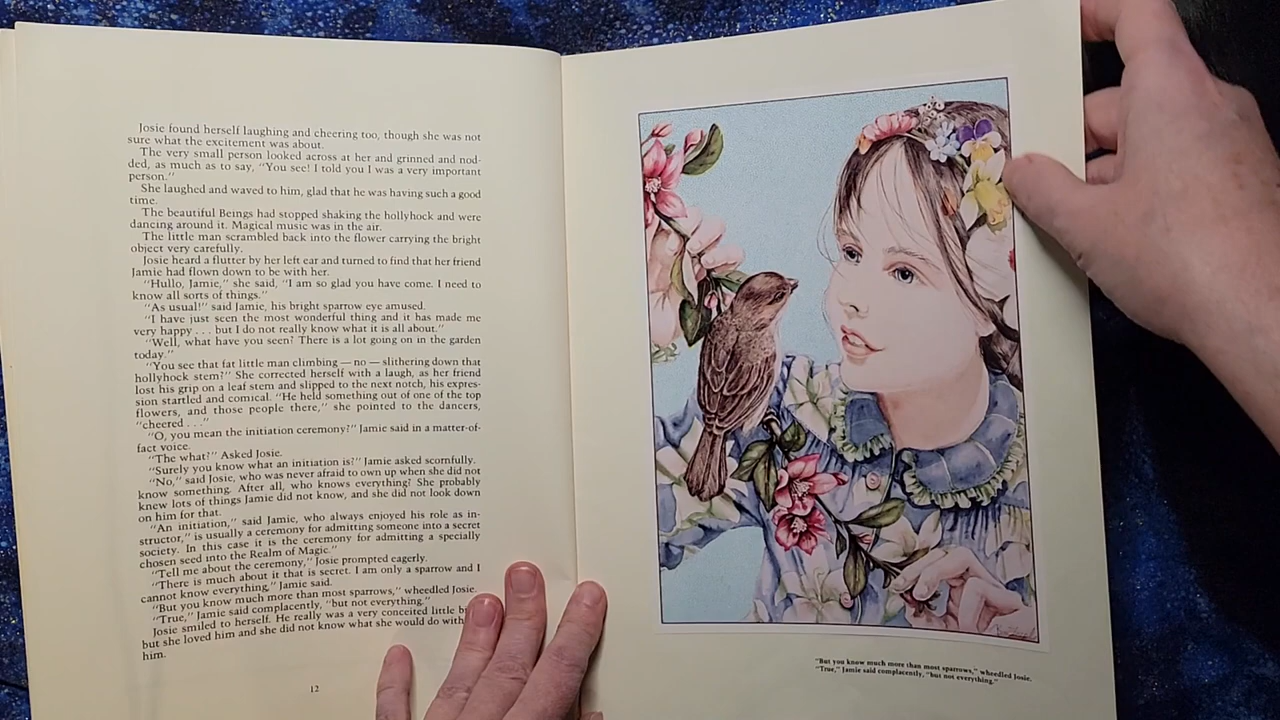 Josie found herself laughing and cheering too, though she was not
sure what the excitement was about.
The very small person looked across at her and grinned and nod-
ded, as much as to say, "You see! I told you I was a very important
person."
She laughed and waved to him, glad that he was having such a good
time.
The beautiful Beings had stopped shaking the hollyhock and were
dancing around it. Magical music was in the air.
The little man scrambled back into the flower carrying the bright
object very carefully.
Josie heard a flutter by her left ear and turned to find that her friend
Jamie had flown down to be with her.
"Hullo, Jamie," she said, "I am so glad you have come. I need to
know all sorts of things."
"As usual!" said Jamie, his bright sparrow eye amused.
"I have just seen the most wonderful thing and it has made me
very happy . . . but I do not really know what it is all about."
"Well, what have you seen? There is a lot going on in the garden
today."
"You see that fat little man climbing — no — slithering down that
hollyhock stem?" She corrected herself with a laugh, as her friend
lost his grip on a leaf stem and slipped to the next notch, his expres-
sion startled and comical. "He held something out of one of the top
flowers, and those people there," she pointed to the dancers,
"cheered . . ."
"O, you mean the initiation ceremony?" Jamie said in a matter-of-
fact voice.
"The what?" Asked Josie.
"Surely you know what an initiation is?" Jamie asked scornfully.
"No," said Josie, who was never afraid to own up when she did not
know something. After all, who knows everything? She probably
knew lots of things Jamie did not know, and she did not look down
on him for that.
"An initiation," said Jamie, who always enjoyed his role as in-
structor," is usually a ceremony for admitting someone into a secret
society. In this case it is the ceremony for admitting a specially
chosen seed into the Realm of Magic."
"Tell me about the ceremony," Josie prompted eagerly.
"There is much about it that is secret. I am only a sparrow and I
cannot know everything," Jamie said.
"But you know much more than most sparrows," wheedled Josie.
"True," Jamie said complacently, "but not everything."
Josie smiled to herself. He really was a very conceited little
but she loved him and she did not know what she would do with
him.
12
"But you know much more than most sparrows," wheedled Josie.
"True," Jamie said complacently, "but not everything."